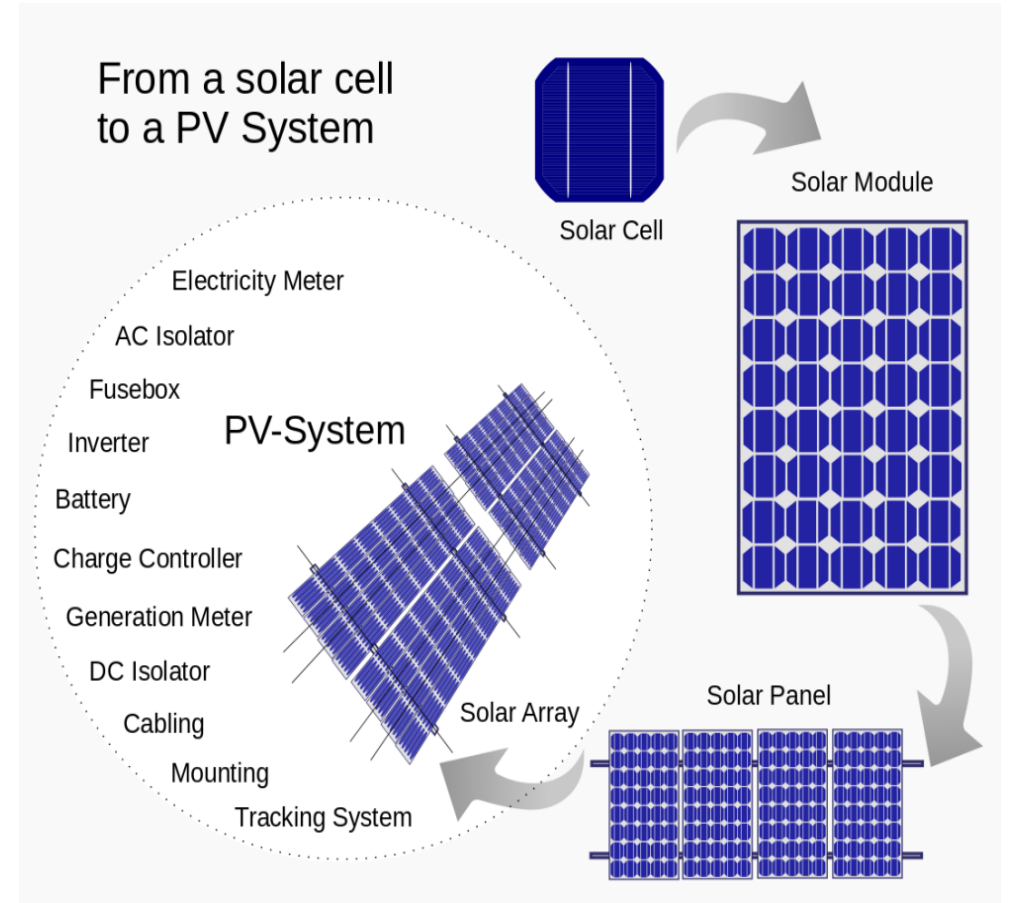 From a solar cell
to a PV System
Solar Cell
Solar Module
Solar Panel
Solar Array
PV-System
Electricity Meter
AC Isolator
Fusebox
Inverter
Battery
Charge Controller
Generation Meter
DC Isolator
Cabling
Mounting
Tracking System